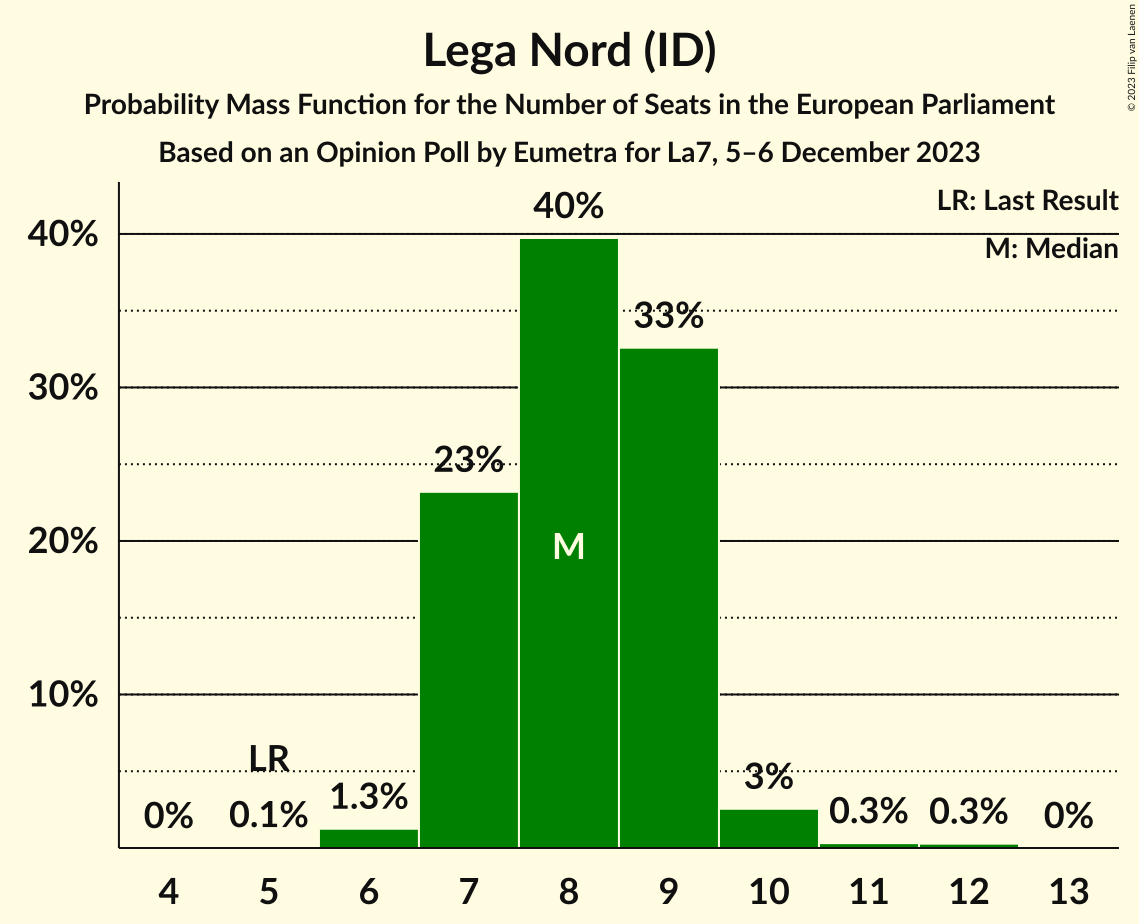 Lega Nord (ID)
Probability Mass Function for the Number of Seats in the European Parliament
Based on an Opinion Poll by Eumetra for La7, 5–6 December 2023
© 2023 Filip van Laenen
LR: Last Result
M: Median
40%
30%
20%
10%
0%
LR
0.1%
1.3%
23%
40%
M
33%
3%
0.3%
0.3%
0%
4 5 6 7 8 9 10 11 12 13